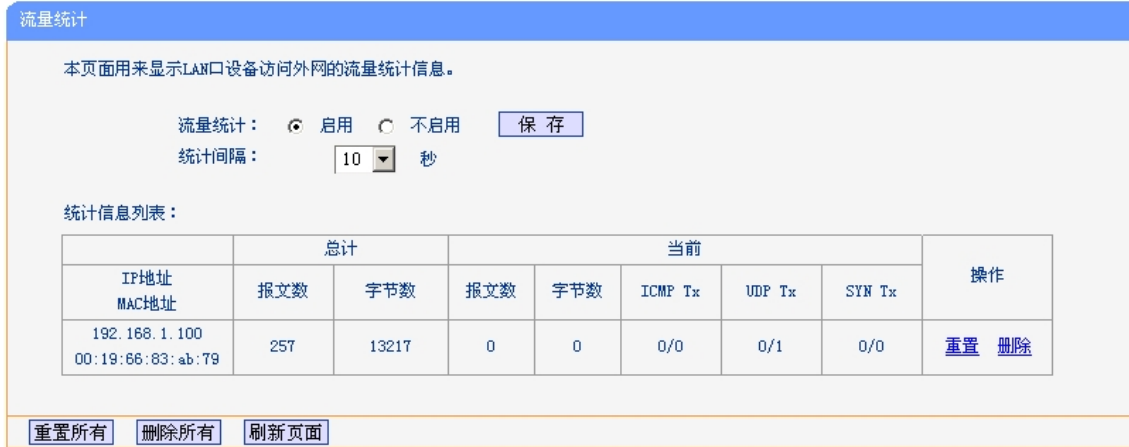 流量统计
本页面用来显示LAN口设备访问外网的流量统计信息。
流量统计： 启用 不启用 保 存
统计间隔： 10 秒
统计信息列表：
总计 当前 操作
IP地址
MAC地址 报文数 字节数 报文数 字节数 ICMP Tx UDP Tx SYN Tx
192.168.1.100
00:19:66:83:ab:79 257 13217 0 0 0/0 0/1 0/0 重置 删除
重置所有 删除所有 刷新页面